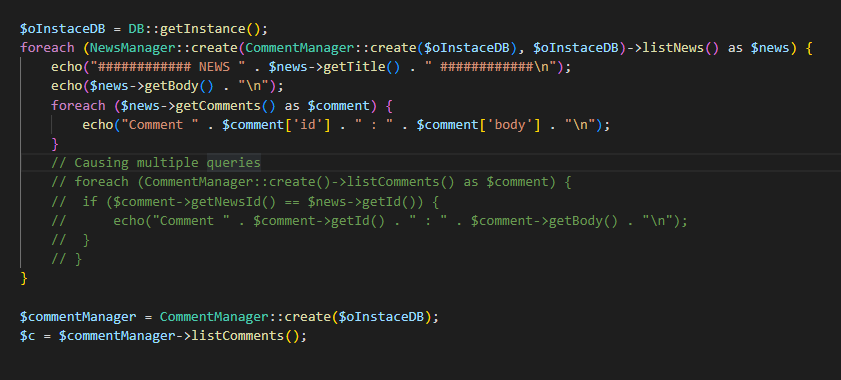 $oInstaceDB = DB::getInstance();
foreach (NewsManager::create(CommentManager::create($oInstaceDB), $oInstaceDB)->listNews() as $news) {
    echo("############ NEWS " . $news->getTitle() . " ############\n");
    echo($news->getBody() . "\n");
    foreach ($news->getComments() as $comment) {
        echo("Comment " . $comment['id'] . " : " . $comment['body'] . "\n");
    }
    // Causing multiple queries
    // foreach (CommentManager::create()->listComments() as $comment) {
    //  if ($comment->getNewsId() == $news->getId()) {
    //      echo("Comment " . $comment->getId() . " : " . $comment->getBody() . "\n");
    //  }
    // }
}
$commentManager = CommentManager::create($oInstaceDB);
$c = $commentManager->listComments();